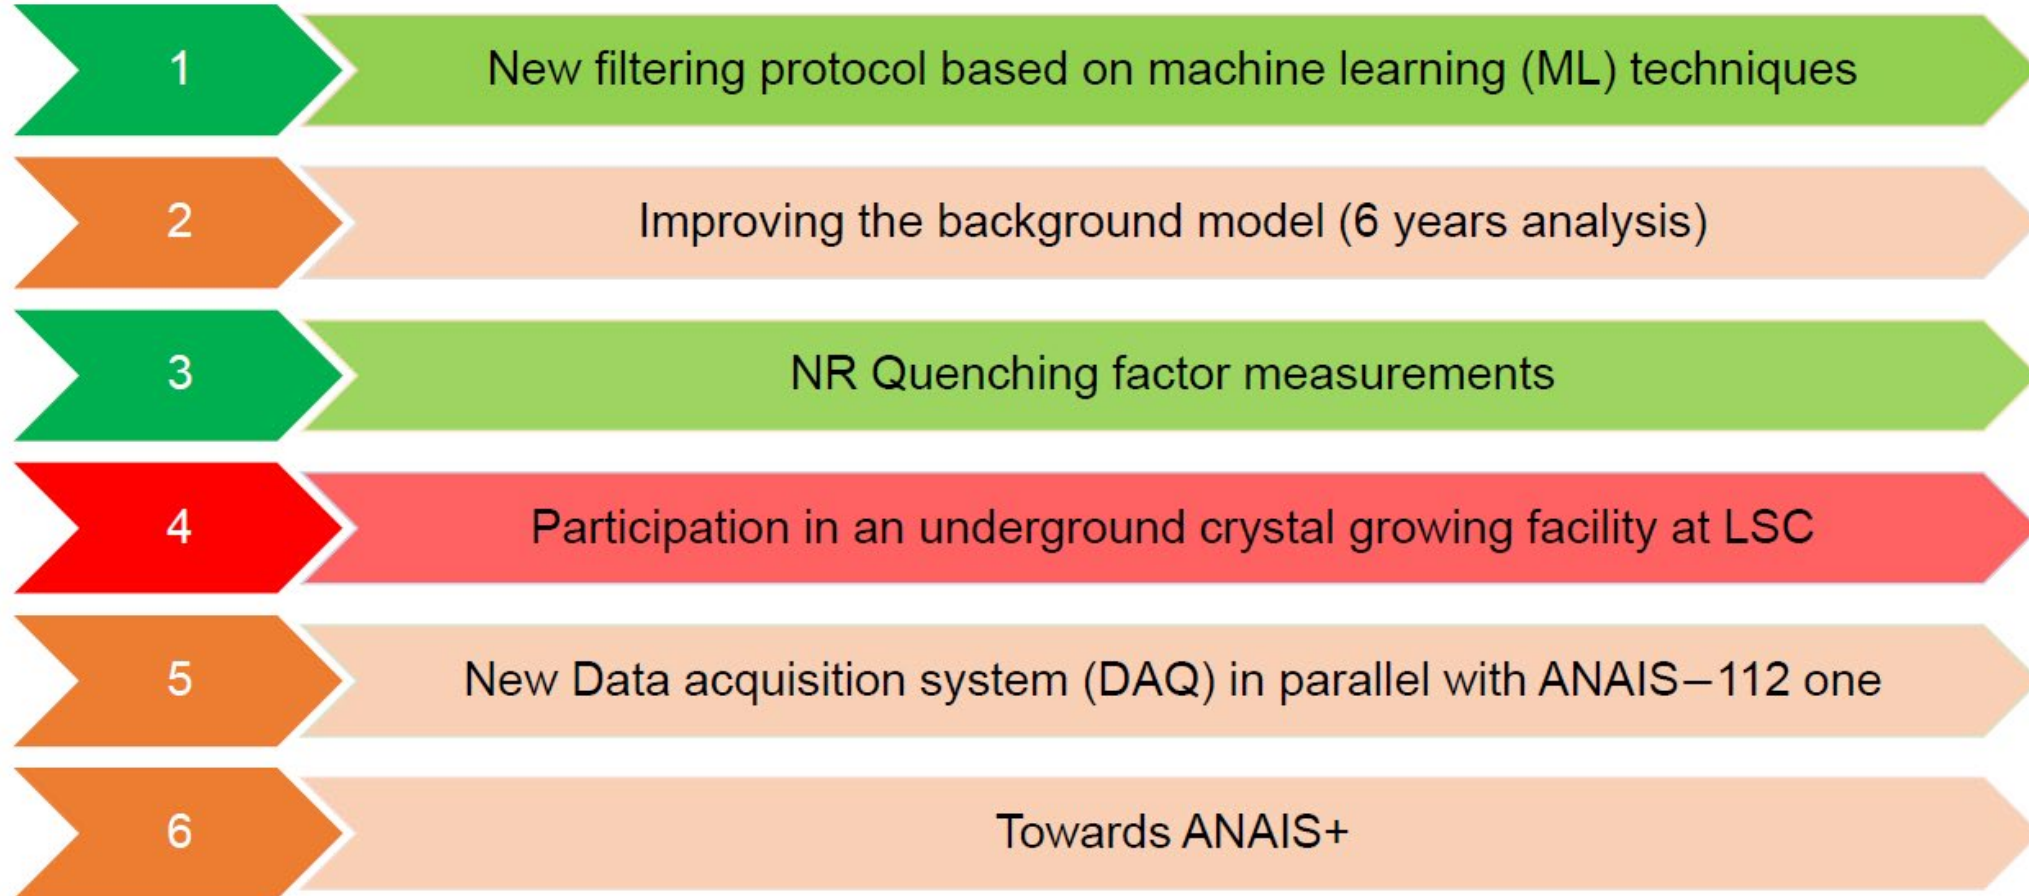 1
New filtering protocol based on machine learning (ML) techniques
2
Improving the background model (6 years analysis)
3
NR Quenching factor measurements
4
Participation in an underground crystal growing facility at LSC
5
New Data acquisition system (DAQ) in parallel with ANAIS–112 one
6
Towards ANAIS+